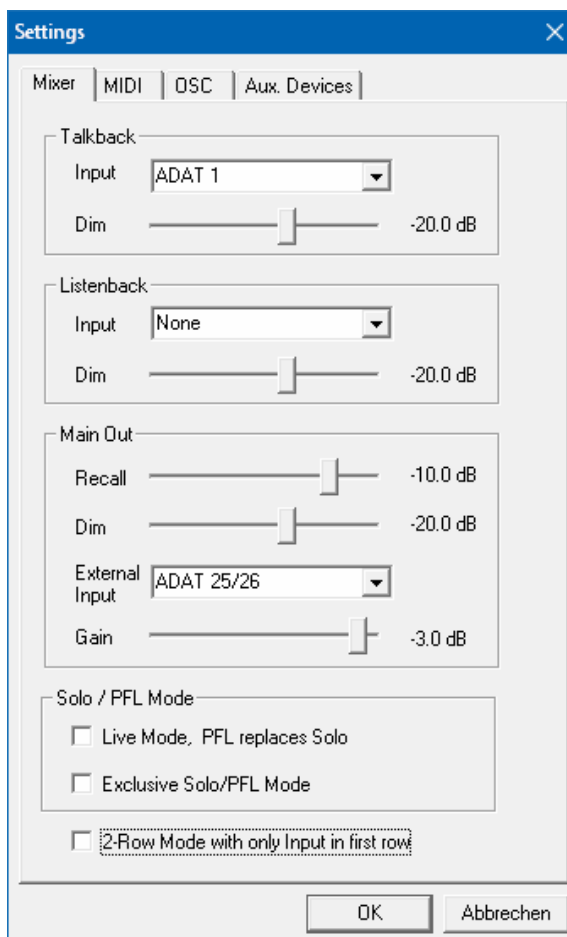 Settings
Mixer MIDI OSC Aux. Devices
Talkback
Input ADAT 1
Dim -20.0 dB
Listenback
Input None
Dim -20.0 dB
Main Out
Recall -10.0 dB
Dim -20.0 dB
External
Input ADAT 25/26
Gain -3.0 dB
Solo / PFL Mode
Live Mode, PFL replaces Solo
Exclusive Solo/PFL Mode
2-Row Mode with only Input in first row
OK Abbrechen